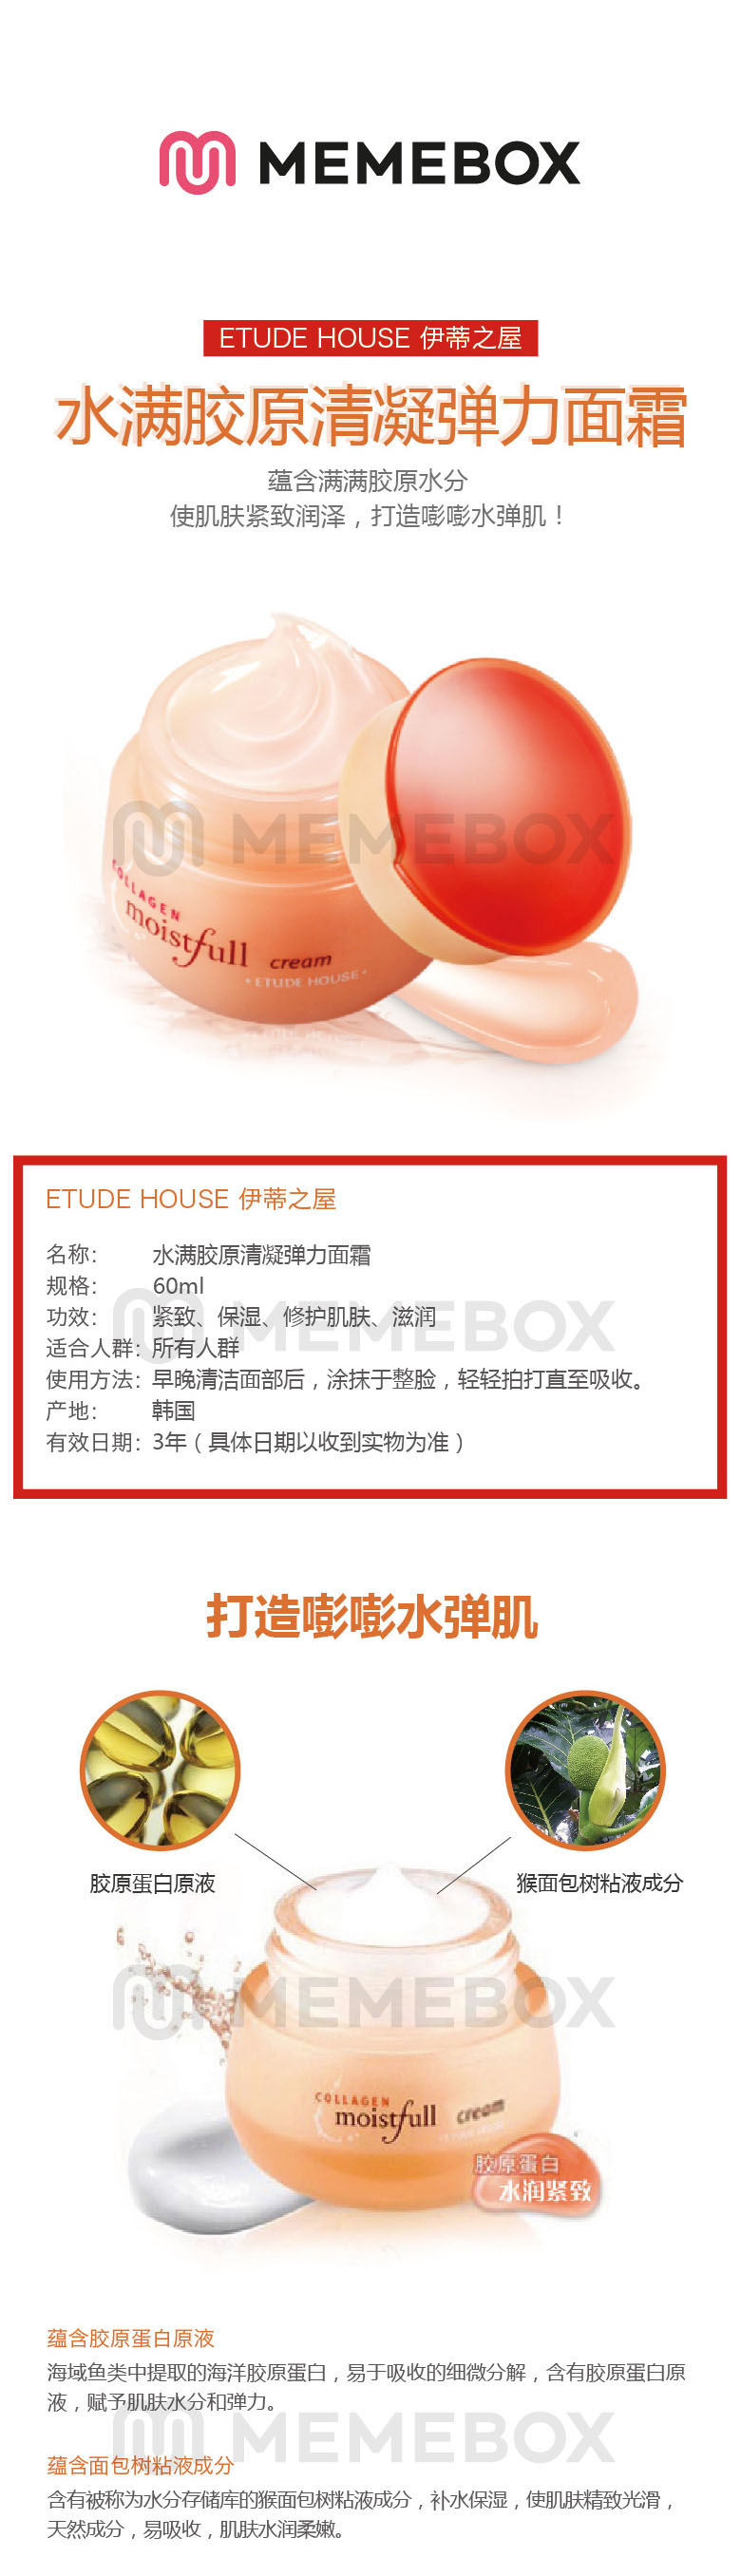 MEMEBOX
ETUDE HOUSE 伊蒂之屋
水满胶原清凝弹力面霜
蕴含满满胶原水分
使肌肤紧致润泽，打造嘭嘭水弹肌！
MEMEBOX
COLLAGEN
moistfull cream
• ETUDE HOUSE •
ETUDE HOUSE 伊蒂之屋
名称： 水满胶原清凝弹力面霜
规格： 60ml
功效： 紧致、保湿、修护肌肤、滋润
MEMEBOX
适合人群：所有人群
使用方法：早晚清洁面部后，涂抹于整脸，轻轻拍打直至吸收。
产地： 韩国
有效日期：3年（具体日期以收到实物为准）
打造嘭嘭水弹肌
胶原蛋白原液
猴面包树粘液成分
MEMEBOX
COLLAGEN
moistfull cream
胶原蛋白
水润紧致
蕴含胶原蛋白原液
海域鱼类中提取的海洋胶原蛋白，易于吸收的细微分解，含有胶原蛋白原
液，赋予肌肤水分和弹力。
MEMEBOX
蕴含面包树粘液成分
含有被称为水分存储库的猴面包树粘液成分，补水保湿，使肌肤精致光滑，
天然成分，易吸收，肌肤水润柔嫩。